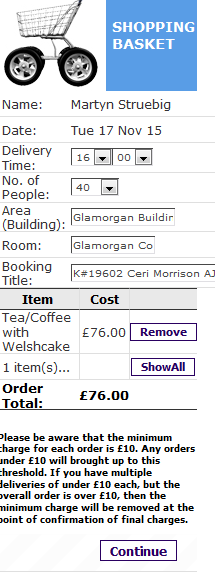 SHOPPING
BASKET
Name: Martyn Struebig
Date: Tue 17 Nov 15
Delivery
Time: 16 00
No. of
People: 40
Area
(Building): Glamorgan Buildin
Room: Glamorgan Co
Booking
Title: K#19602 Ceri Morrison AJ
Item Cost
Tea/Coffee
with
Welshcake £76.00 Remove
1 item(s)... ShowAll
Order
Total: £76.00
Please be aware that the minimum
charge for each order is £10. Any orders
under £10 will brought up to this
threshold. If you have multiple
deliveries of under £10 each, but the
overall order is over £10, then the
minimum charge will be removed at the
point of confirmation of final charges.
Continue